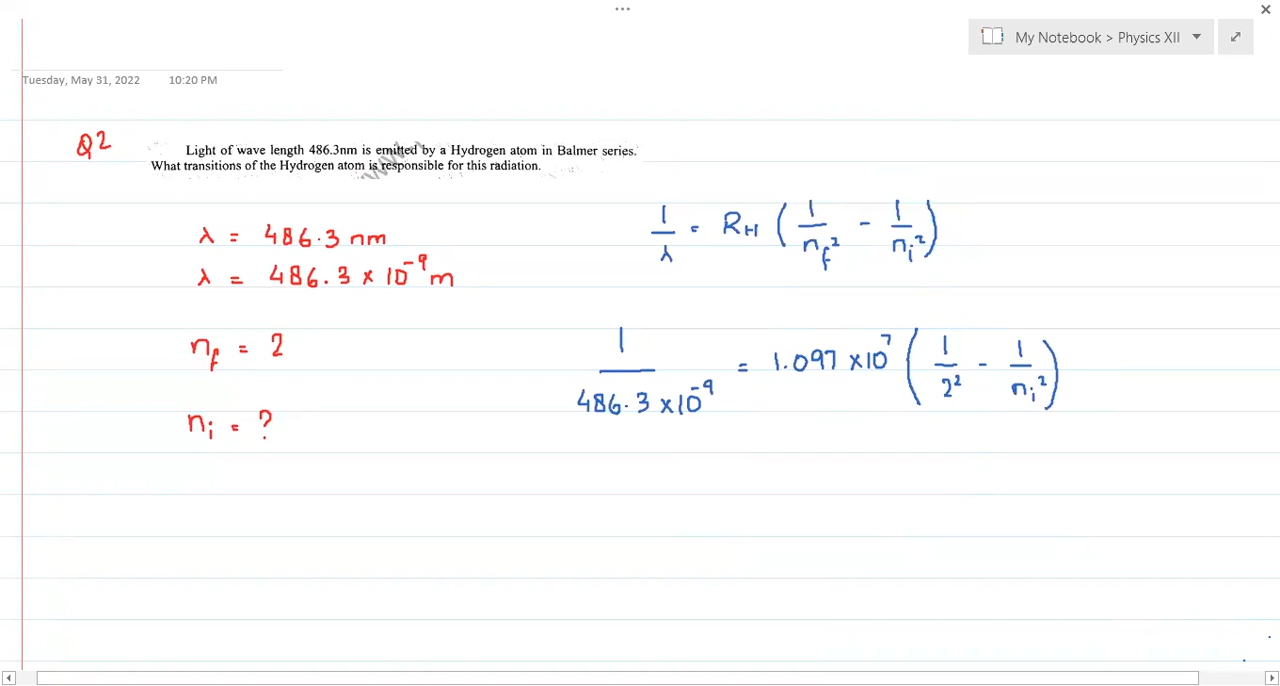 My Notebook > Physics XII
Tuesday, May 31, 2022 10:20 PM
Q2
Light of wave length 486.3nm is emitted by a Hydrogen atom in Balmer series.
What transitions of the Hydrogen atom is responsible for this radiation.
λ = 486.3 nm
λ = 486.3 × 10⁻⁹ m
n_f = 2
n_i = ?
1/λ = R_H (1/n_f² - 1/n_i²)
1/(486.3 × 10⁻⁹) = 1.097 × 10⁷ (1/2² - 1/n_i²)